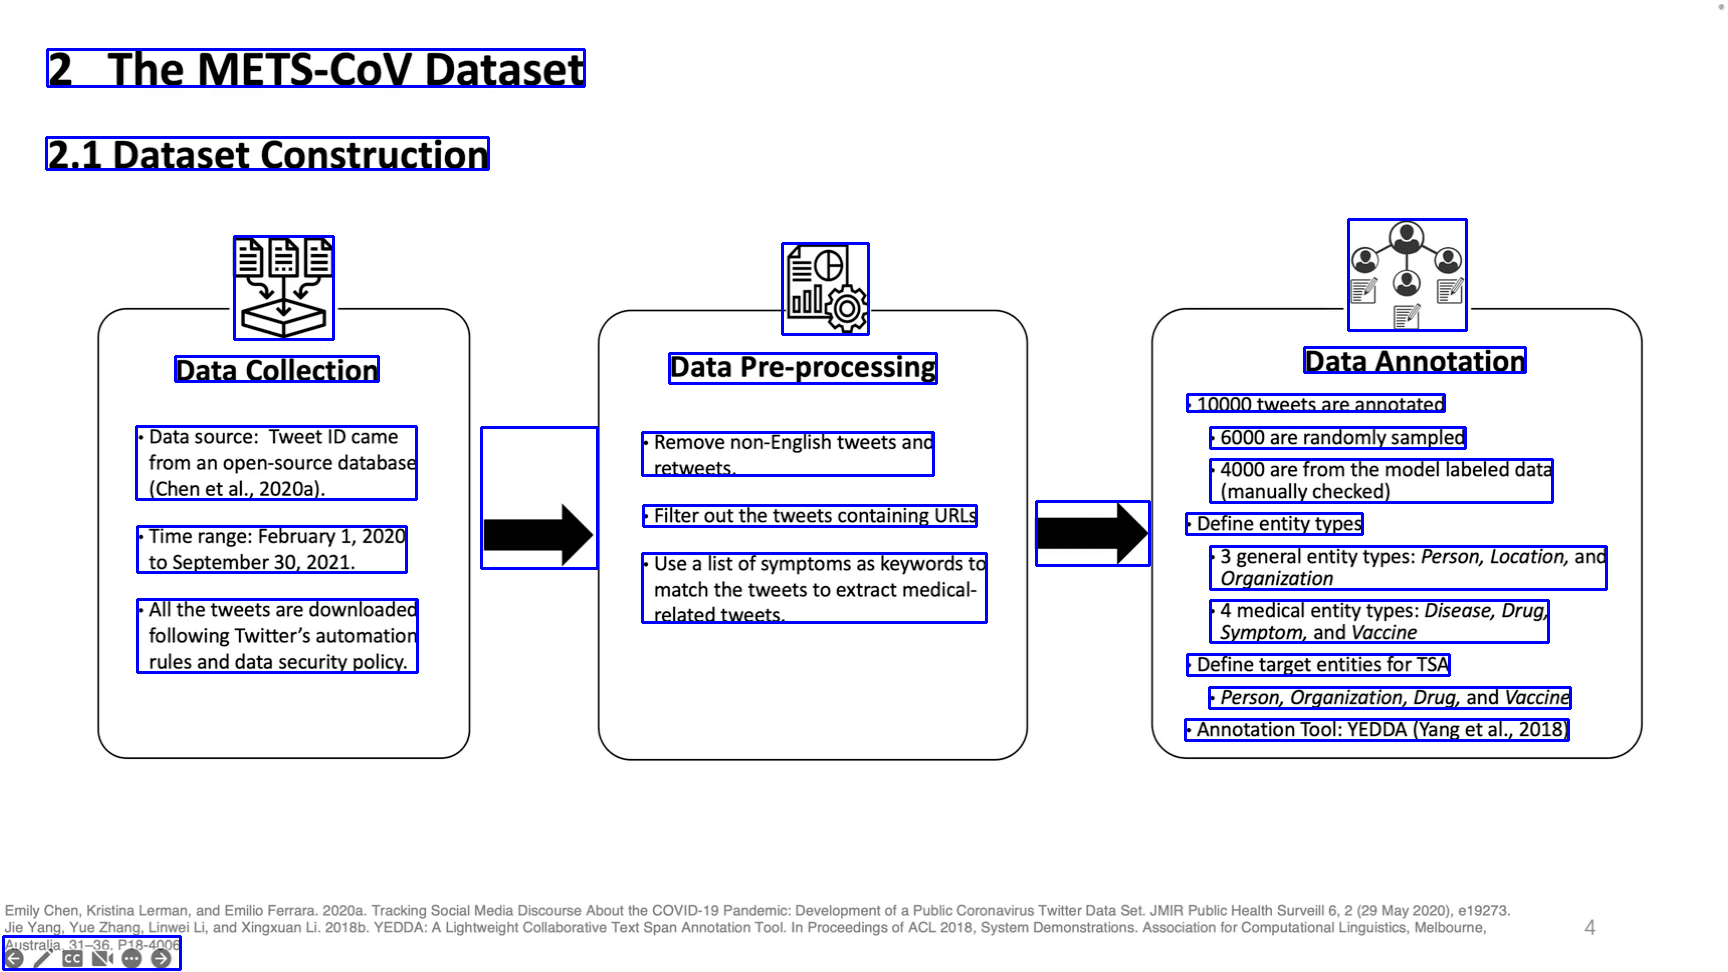 2 The METS-CoV Dataset
2.1 Dataset Construction
Data Collection
• Data source: Tweet ID came
from an open-source database
(Chen et al., 2020a).
• Time range: February 1, 2020
to September 30, 2021.
• All the tweets are downloaded
following Twitter’s automation
rules and data security policy.
Data Pre-processing
• Remove non-English tweets and
retweets.
• Filter out the tweets containing URLs
• Use a list of symptoms as keywords to
match the tweets to extract medical-
related tweets.
Data Annotation
• 10000 tweets are annotated
• 6000 are randomly sampled
• 4000 are from the model labeled data
(manually checked)
• Define entity types
• 3 general entity types: Person, Location, and
Organization
• 4 medical entity types: Disease, Drug,
Symptom, and Vaccine
• Define target entities for TSA
• Person, Organization, Drug, and Vaccine
• Annotation Tool: YEDDA (Yang et al., 2018)
Emily Chen, Kristina Lerman, and Emilio Ferrara. 2020a. Tracking Social Media Discourse About the COVID-19 Pandemic: Development of a Public Coronavirus Twitter Data Set. JMIR Public Health Surveill 6, 2 (29 May 2020), e19273.
Jie Yang, Yue Zhang, Linwei Li, and Xingxuan Li. 2018b. YEDDA: A Lightweight Collaborative Text Span Annotation Tool. In Proceedings of ACL 2018, System Demonstrations. Association for Computational Linguistics, Melbourne,
Australia, 31–36. P18-4006
4
CC